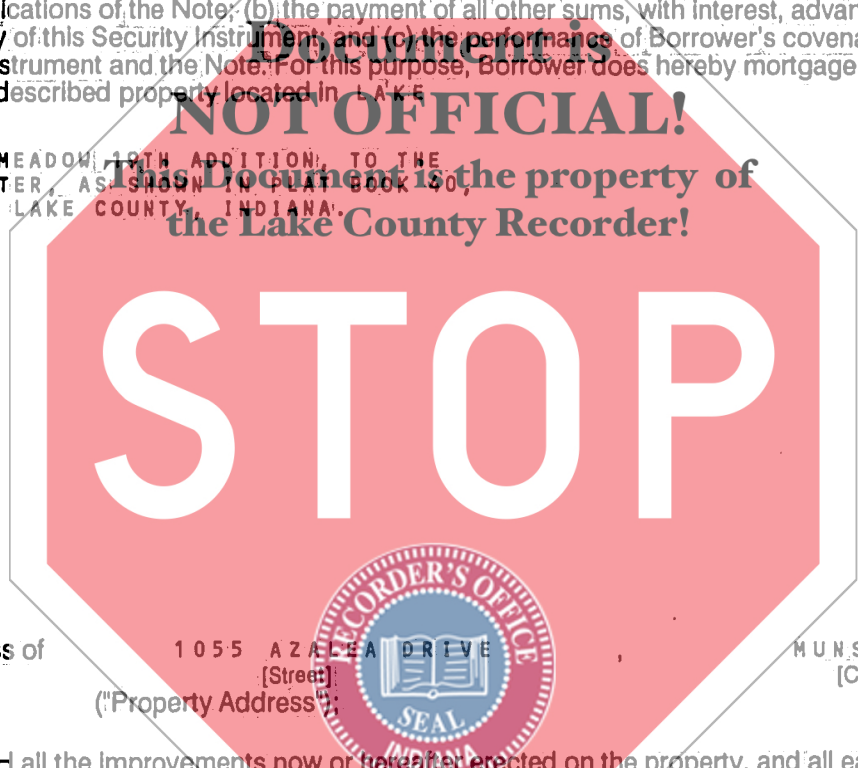 ications of the Note; (b) the payment of all other sums, with interest, advan
y of this Security Instrument; and (c) the performance of Borrower's covena
strument and the Note. For this purpose, Borrower does hereby mortgage
described property located in LAKE
Document is
NOT OFFICIAL!
MEADOW 19TH ADDITION, TO THE
This Document is the property of
TER, AS SHOWN IN PLAT BOOK 40,
LAKE COUNTY, INDIANA.
the Lake County Recorder!
STOP
RECORDER'S OFFICE
SEAL
INDIANA
ss of 1055 AZALEA DRIVE , MUNS
[Street] [C
("Property Address");
all the improvements now or hereafter erected on the property, and all ea